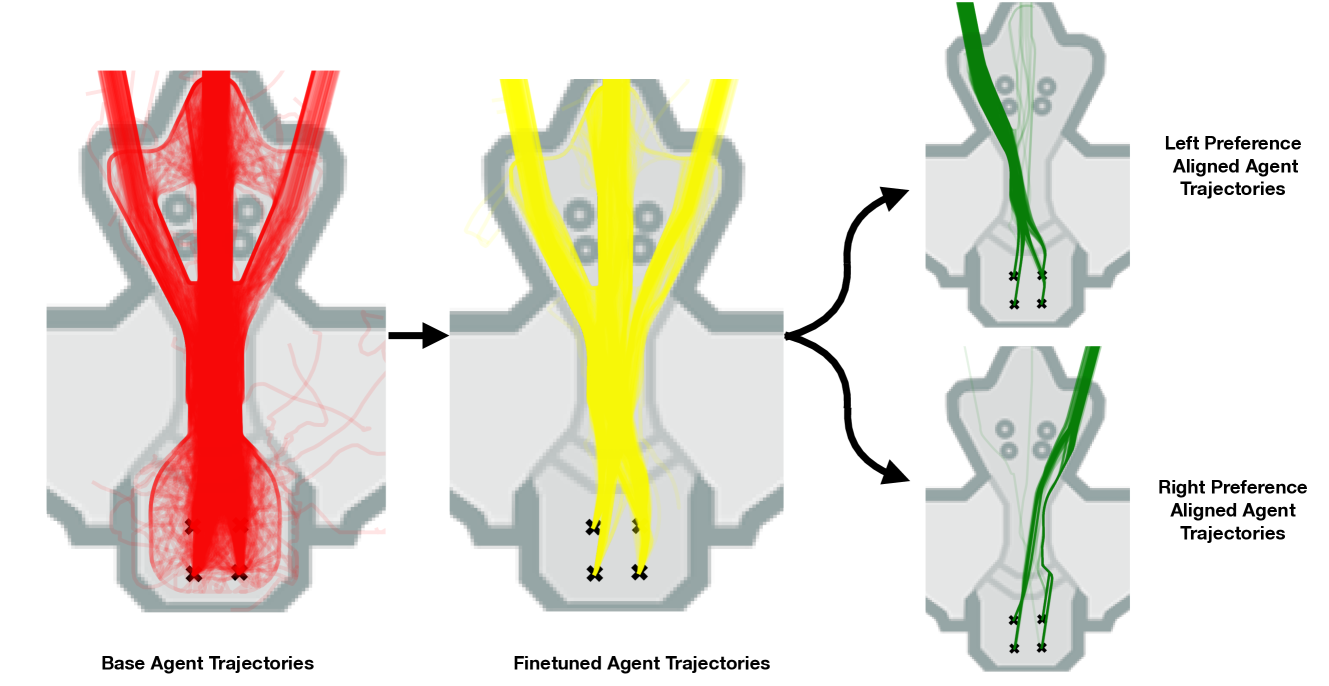 Left Preference
Aligned Agent
Trajectories
Right Preference
Aligned Agent
Trajectories
Base Agent Trajectories
Finetuned Agent Trajectories